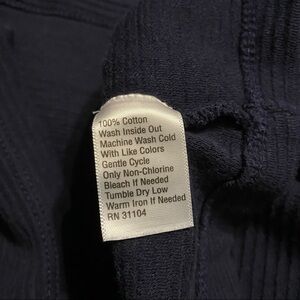 100% Cotton
Wash Inside Out
Machine Wash Cold
With Like Colors
Gentle Cycle
Only Non-Chlorine
Bleach If Needed
Tumble Dry Low
Warm Iron If Needed
RN 31104